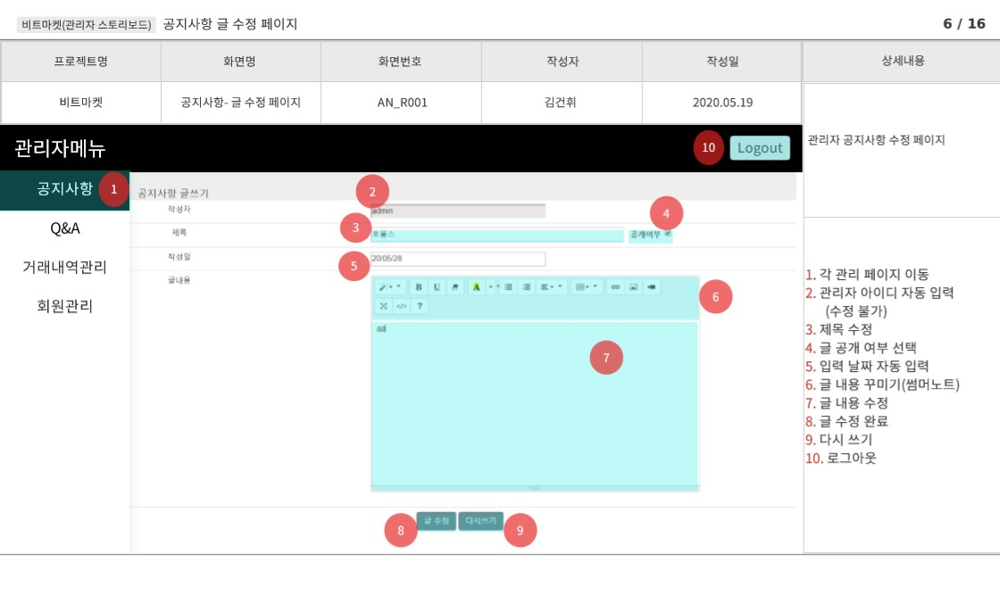 비트마켓(관리자 스토리보드) 공지사항 글 수정 페이지 6 / 16
프로젝트명 화면명 화면번호 작성자 작성일 상세내용
비트마켓 공지사항- 글 수정 페이지 AN_R001 김건휘 2020.05.19
관리자 공지사항 수정 페이지
관리자메뉴 10 Logout
공지사항 1
Q&A
거래내역관리
회원관리
공지사항 글쓰기 2
작성자 admin
제목 3 공개여부 4
작성일 5 20/05/28
글내용
B U A
</> ? 6
aa
7
8 글 수정 다시쓰기 9
1. 각 관리 페이지 이동
2. 관리자 아이디 자동 입력
(수정 불가)
3. 제목 수정
4. 글 공개 여부 선택
5. 입력 날짜 자동 입력
6. 글 내용 꾸미기(썸머노트)
7. 글 내용 수정
8. 글 수정 완료
9. 다시 쓰기
10. 로그아웃